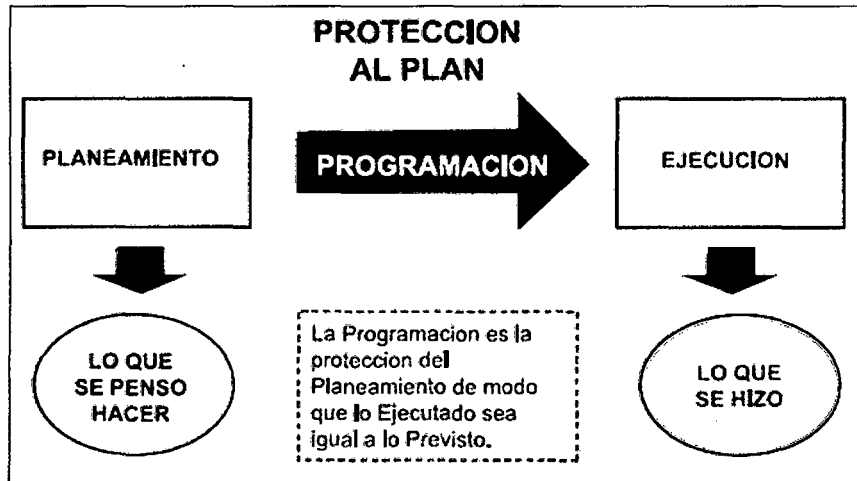 PROTECCION
AL PLAN
PLANEAMIENTO
PROGRAMACION
EJECUCION
LO QUE
SE PENSO
HACER
La Programacion es la
proteccion del
Planeamiento de modo
que lo Ejecutado sea
igual a lo Previsto.
LO QUE
SE HIZO